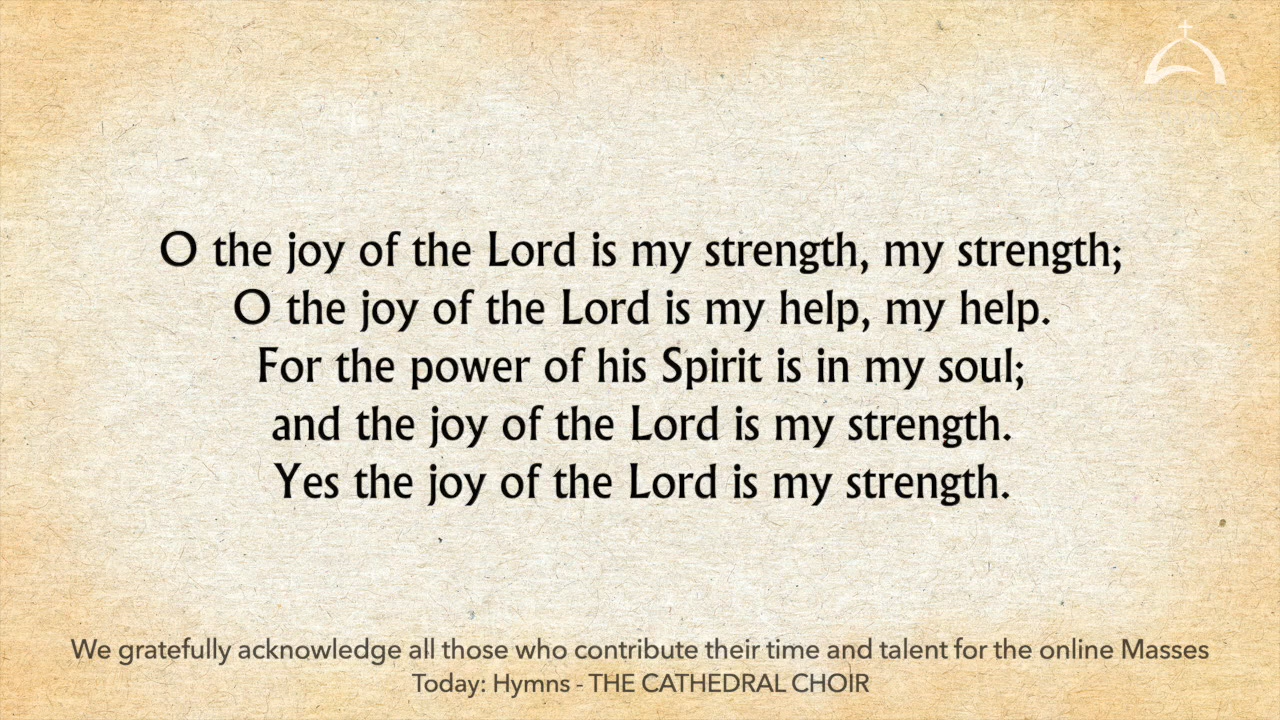 O the joy of the Lord is my strength, my strength;
O the joy of the Lord is my help, my help.
For the power of his Spirit is in my soul;
and the joy of the Lord is my strength.
Yes the joy of the Lord is my strength.
We gratefully acknowledge all those who contribute their time and talent for the online Masses
Today: Hymns - THE CATHEDRAL CHOIR